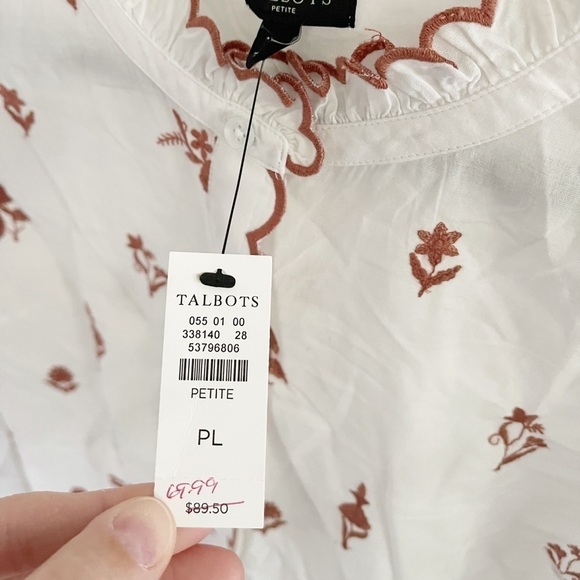 TALBOTS
PETITE
TALBOTS
055 01 00
338140 28
53796806
PETITE
PL
69.99
$89.50